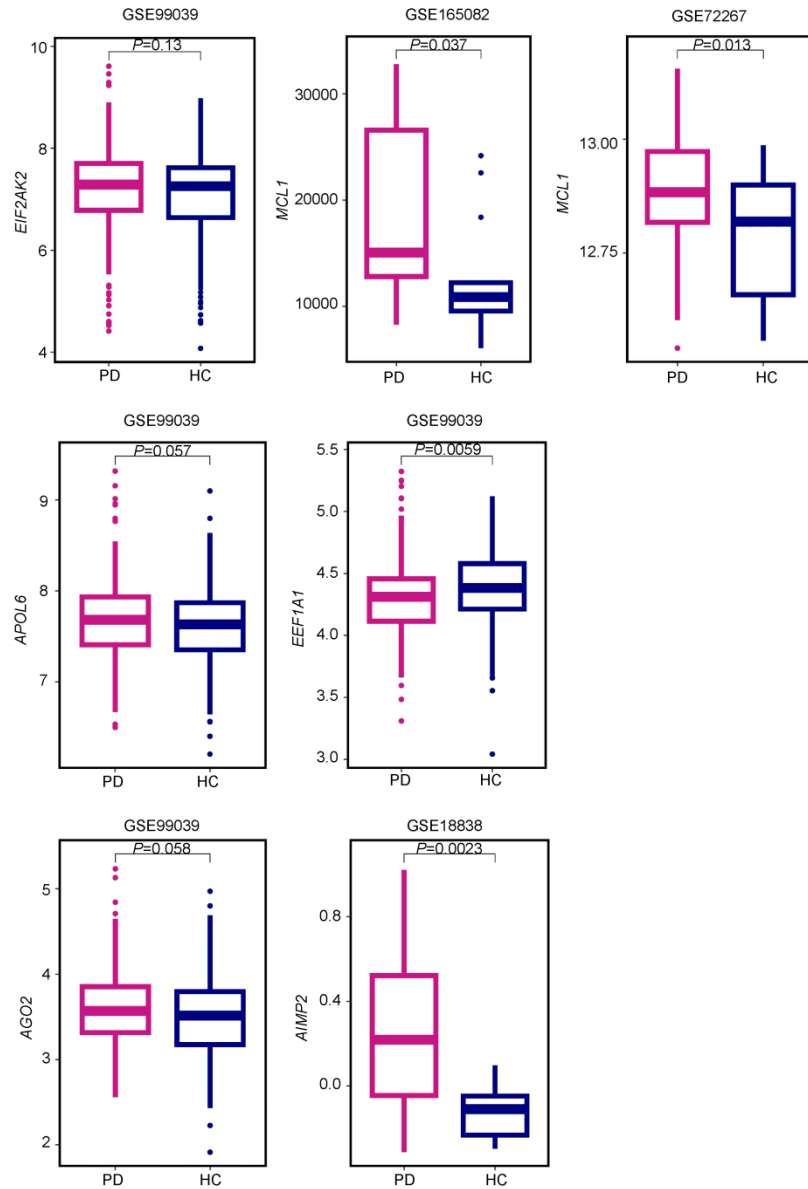 GSE99039
P=0.13
EIF2AK2
10
8
6
4
PD HC
GSE165082
P=0.037
MCL1
30000
20000
10000
PD HC
GSE72267
P=0.013
MCL1
13.00
12.75
PD HC
GSE99039
P=0.057
APOL6
9
8
7
PD HC
GSE99039
P=0.0059
EEF1A1
5.5
5.0
4.5
4.0
3.5
3.0
PD HC
GSE99039
P=0.058
AGO2
5
4
3
2
PD HC
GSE18838
P=0.0023
AIMP2
0.8
0.4
0.0
PD HC